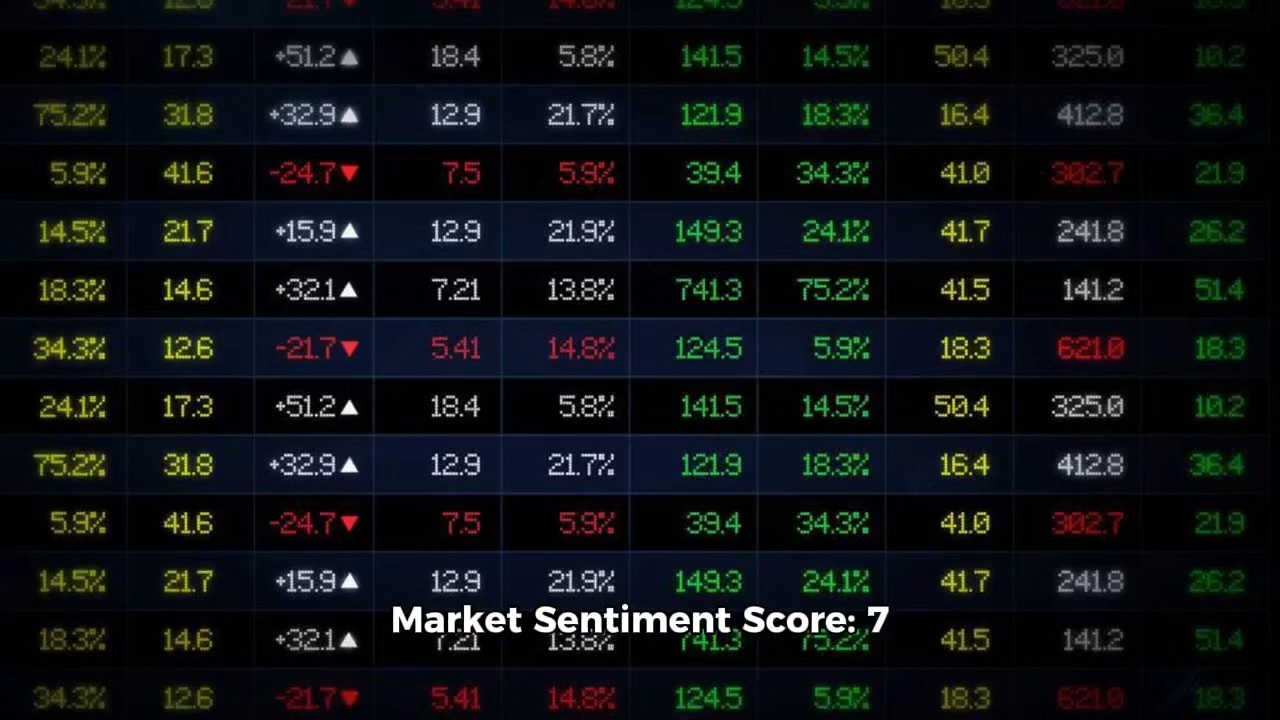 24.1% 17.3 +51.2▲ 18.4 5.8% 141.5 14.5% 50.4 325.0 10.2
75.2% 31.8 +32.9▲ 12.9 21.7% 121.9 18.3% 16.4 412.8 36.4
5.9% 41.6 -24.7▼ 7.5 5.9% 39.4 34.3% 41.0 302.7 21.9
14.5% 21.7 +15.9▲ 12.9 21.9% 149.3 24.1% 41.7 241.8 26.2
18.3% 14.6 +32.1▲ 7.21 13.8% 741.3 75.2% 41.5 141.2 51.4
34.3% 12.6 -21.7▼ 5.41 14.8% 124.5 5.9% 18.3 621.0 18.3
24.1% 17.3 +51.2▲ 18.4 5.8% 141.5 14.5% 50.4 325.0 10.2
75.2% 31.8 +32.9▲ 12.9 21.7% 121.9 18.3% 16.4 412.8 36.4
5.9% 41.6 -24.7▼ 7.5 5.9% 39.4 34.3% 41.0 302.7 21.9
14.5% 21.7 +15.9▲ 12.9 21.9% 149.3 24.1% 41.7 241.8 26.2
Market Sentiment Score: 7
18.3% 14.6 +32.1▲ 7.21 13.8% 741.3 75.2% 41.5 141.2 51.4
34.3% 12.6 -21.7▼ 5.41 14.8% 124.5 5.9% 18.3 621.0 18.3